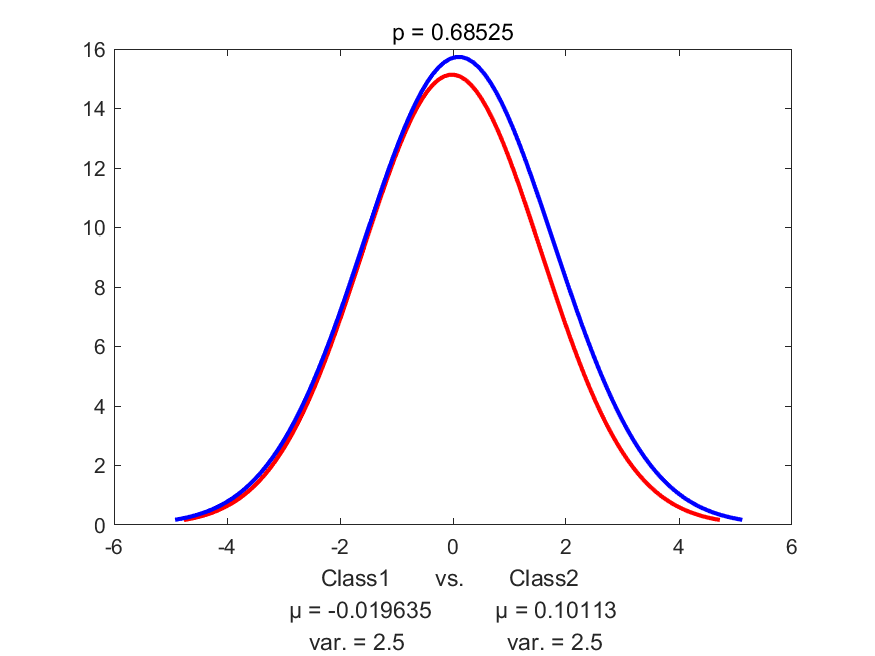 p = 0.68525
16
14
12
10
8
6
4
2
0
-6 -4 -2 0 2 4 6
Class1 vs. Class2
μ = -0.019635 μ = 0.10113
var. = 2.5 var. = 2.5